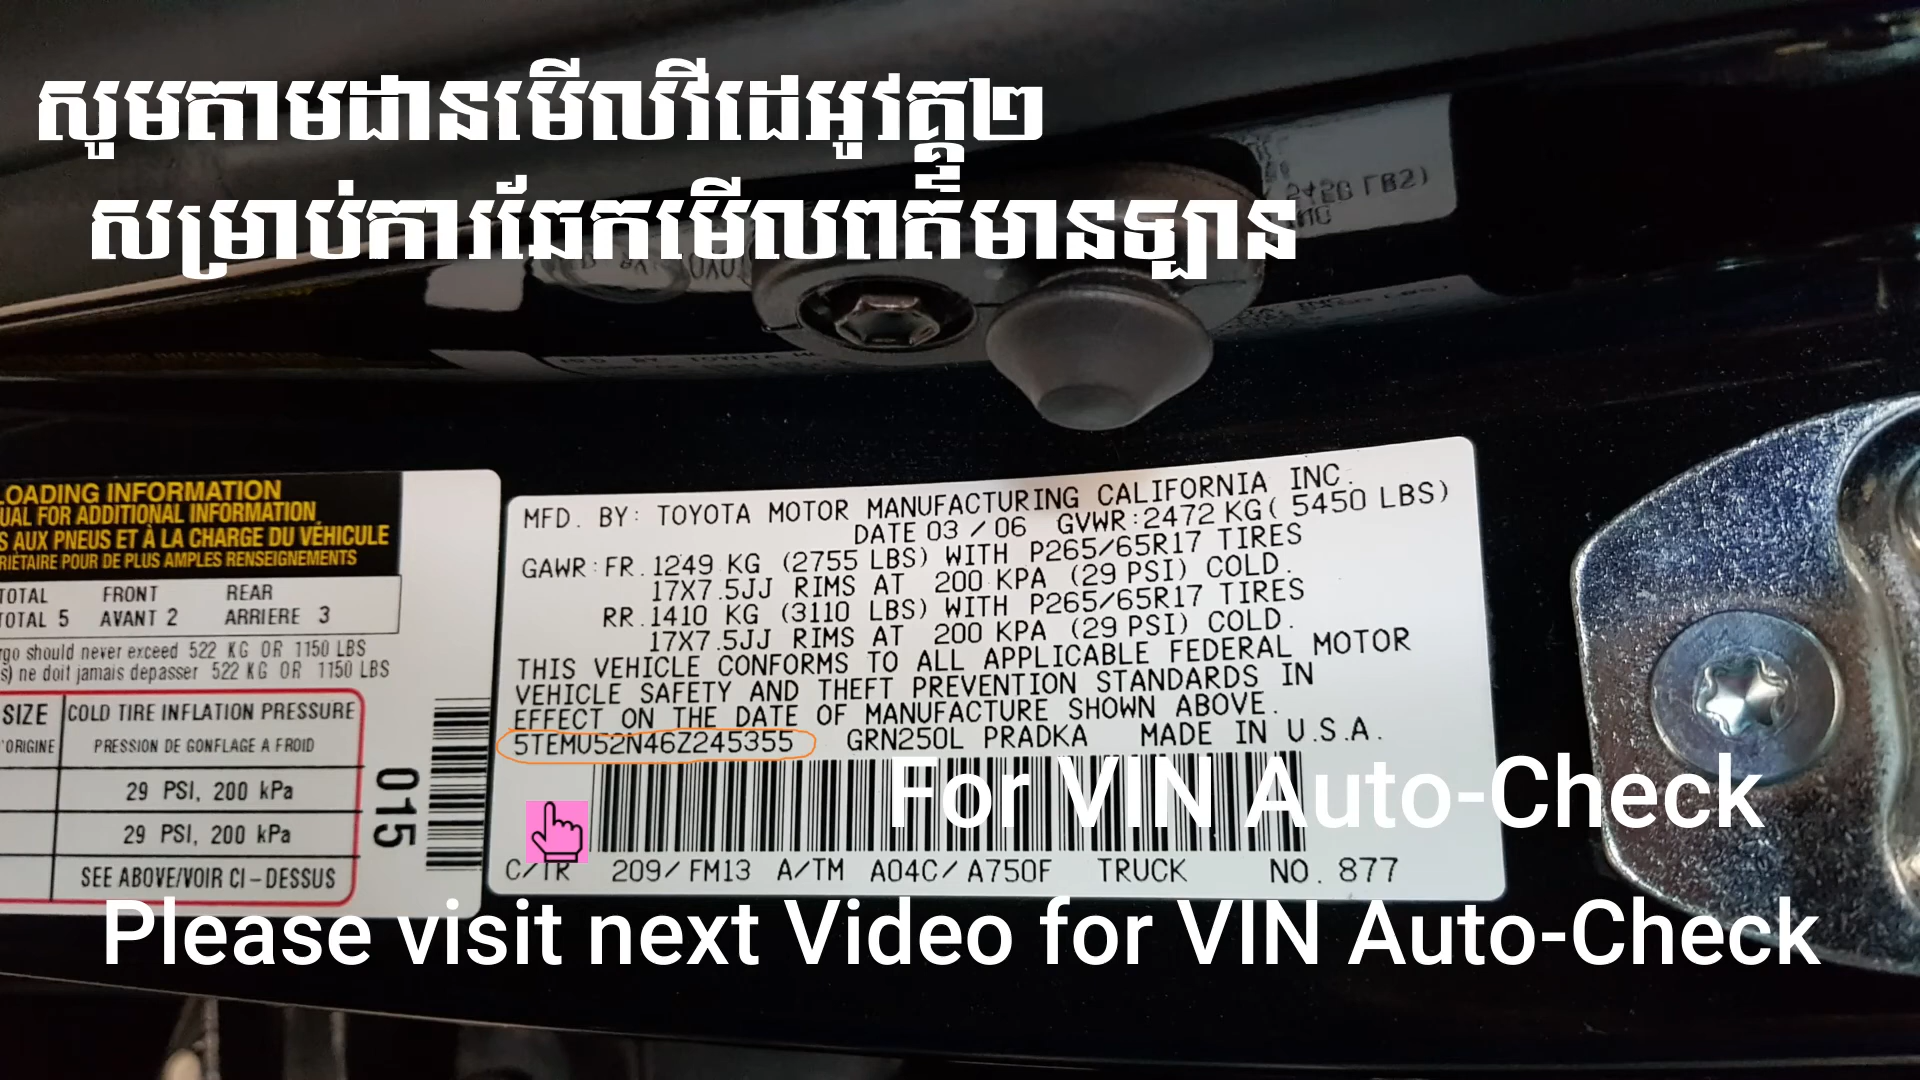 សូមតាមដានមើលវីដេអូវគ្គ២
សម្រាប់ការឆែកមើលពត៌មានឡាន
LOADING INFORMATION
UAL FOR ADDITIONAL INFORMATION
S AUX PNEUS ET À LA CHARGE DU VÉHICULE
RIÉTAIRE POUR DE PLUS AMPLES RENSEIGNEMENTS
TOTAL FRONT REAR
TOTAL 5 AVANT 2 ARRIERE 3
rgo should never exceed 522 KG OR 1150 LBS
s) ne doit jamais depasser 522 KG OR 1150 LBS
SIZE COLD TIRE INFLATION PRESSURE
'ORIGINE PRESSION DE GONFLAGE A FROID
29 PSI, 200 kPa
29 PSI, 200 kPa
SEE ABOVE/VOIR CI-DESSUS
015
MFD. BY: TOYOTA MOTOR MANUFACTURING CALIFORNIA INC.
DATE 03/06 GVWR:2472 KG( 5450 LBS)
GAWR:FR.1249 KG (2755 LBS) WITH P265/65R17 TIRES
17X7.5JJ RIMS AT 200 KPA (29 PSI) COLD.
RR.1410 KG (3110 LBS) WITH P265/65R17 TIRES
17X7.5JJ RIMS AT 200 KPA (29 PSI) COLD.
THIS VEHICLE CONFORMS TO ALL APPLICABLE FEDERAL MOTOR
VEHICLE SAFETY AND THEFT PREVENTION STANDARDS IN
EFFECT ON THE DATE OF MANUFACTURE SHOWN ABOVE.
5TEMU52N46Z245355 GRN250L PRADKA MADE IN U.S.A.
For VIN Auto-Check
C/TR 209/FM13 A/TM A04C/A750F TRUCK NO. 877
Please visit next Video for VIN Auto-Check